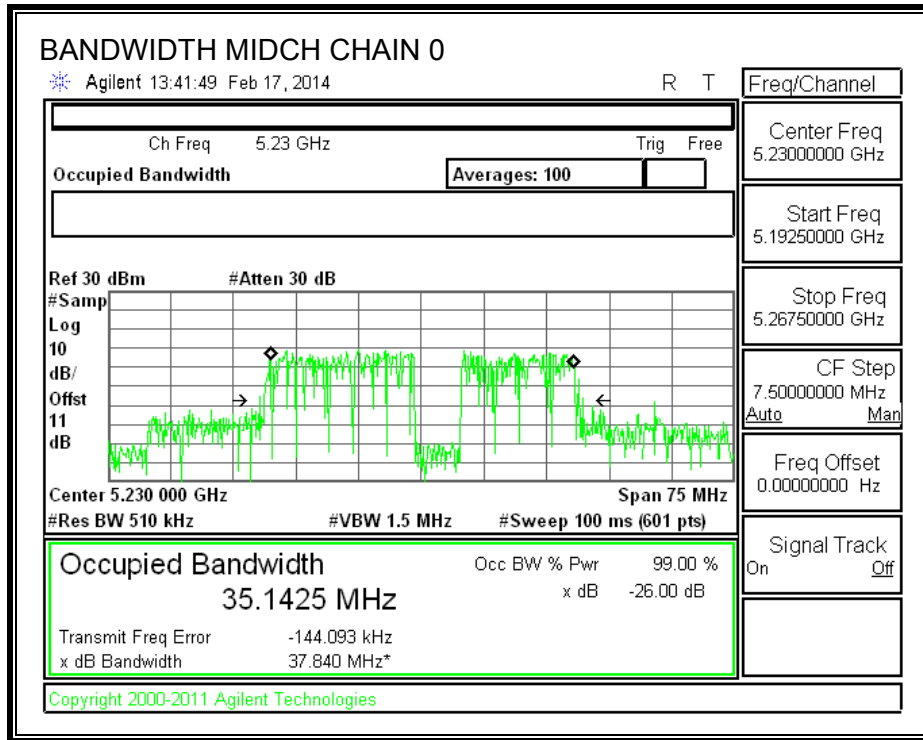 BANDWIDTH MIDCH CHAIN 0
Agilent 13:41:49 Feb 17, 2014 R T
Ch Freq 5.23 GHz Trig Free
Occupied Bandwidth Averages: 100
Ref 30 dBm #Atten 30 dB
#Samp
Log
10
dB/
Offst
11
dB
Center 5.230 000 GHz Span 75 MHz
#Res BW 510 kHz #VBW 1.5 MHz #Sweep 100 ms (601 pts)
Occupied Bandwidth Occ BW % Pwr 99.00 %
35.1425 MHz x dB -26.00 dB
Transmit Freq Error -144.093 kHz
x dB Bandwidth 37.840 MHz*
Copyright 2000-2011 Agilent Technologies
Freq/Channel
Center Freq
5.23000000 GHz
Start Freq
5.19250000 GHz
Stop Freq
5.26750000 GHz
CF Step
7.50000000 MHz
Auto Man
Freq Offset
0.00000000 Hz
Signal Track
On Off